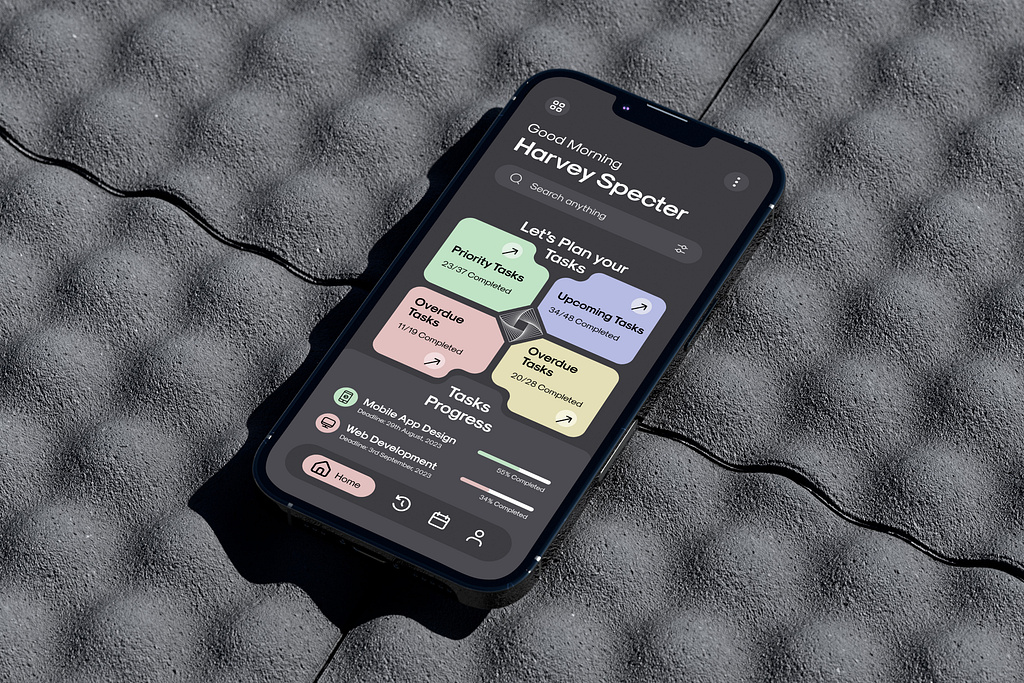 Good Morning
Harvey Specter
Search anything
Let's Plan your
Tasks
Priority Tasks
23/37 Completed
Upcoming Tasks
34/48 Completed
Overdue
Tasks
11/19 Completed
Overdue
Tasks
20/28 Completed
Tasks
Progress
Mobile App Design
Deadline: 29th August, 2023
55% Completed
Web Development
Deadline: 3rd September, 2023
34% Completed
Home